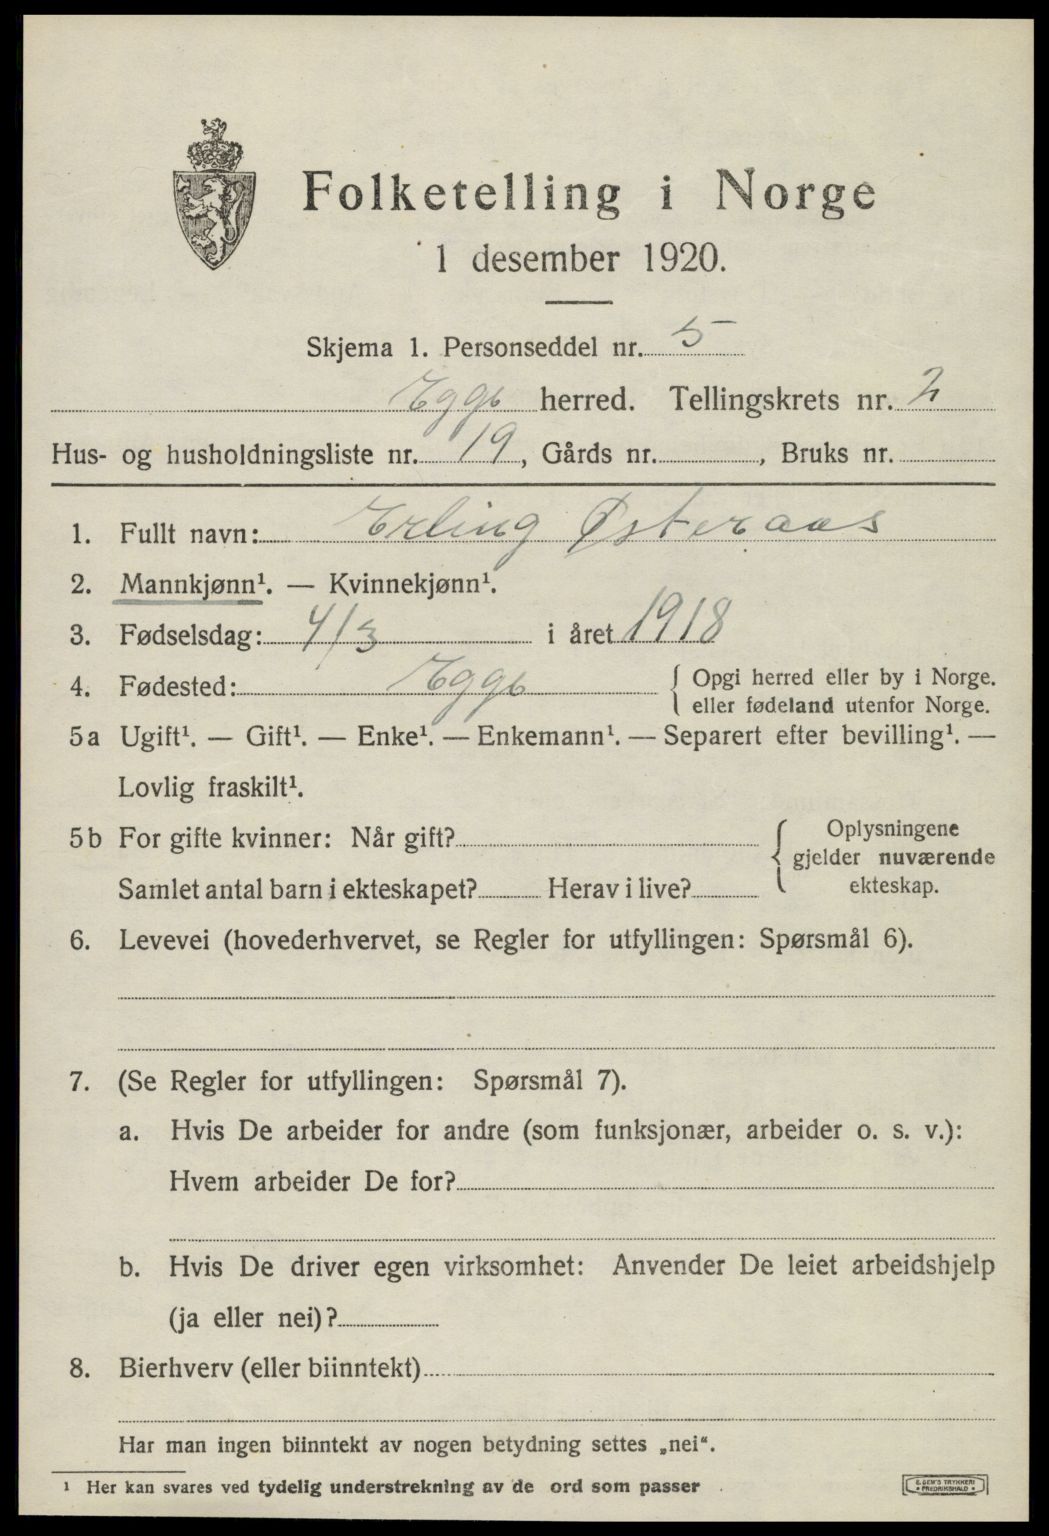 Folketelling i Norge
1 desember 1920.
Skjema 1. Personseddel nr. 5
Egge herred. Tellingskrets nr. 2
Hus- og husholdningsliste nr. 19, Gårds nr. , Bruks nr.
1. Fullt navn: Erling Østeraas
2. Mannkjønn¹. — Kvinnekjønn¹.
3. Fødselsdag: 4/3 i året 1918
4. Fødested: Egge { Opgi herred eller by i Norge.
eller fødeland utenfor Norge.
5a Ugift¹. — Gift¹. — Enke¹. — Enkemann¹. — Separert efter bevilling¹. —
Lovlig fraskilt¹.
5b For gifte kvinner: Når gift? { Oplysningene
gjelder nuværende
Samlet antal barn i ekteskapet? Herav i live? ekteskap.
6. Levevei (hovederhvervet, se Regler for utfyllingen: Spørsmål 6).
7. (Se Regler for utfyllingen: Spørsmål 7).
a. Hvis De arbeider for andre (som funksjonær, arbeider o. s. v.):
Hvem arbeider De for?
b. Hvis De driver egen virksomhet: Anvender De leiet arbeidshjelp
(ja eller nei)?
8. Bierhverv (eller biinntekt)
Har man ingen biinntekt av nogen betydning settes „nei“.
¹ Her kan svares ved tydelig understrekning av de ord som passer
E. SEM'S TRYKKERI
• FREDRIKSHALD •